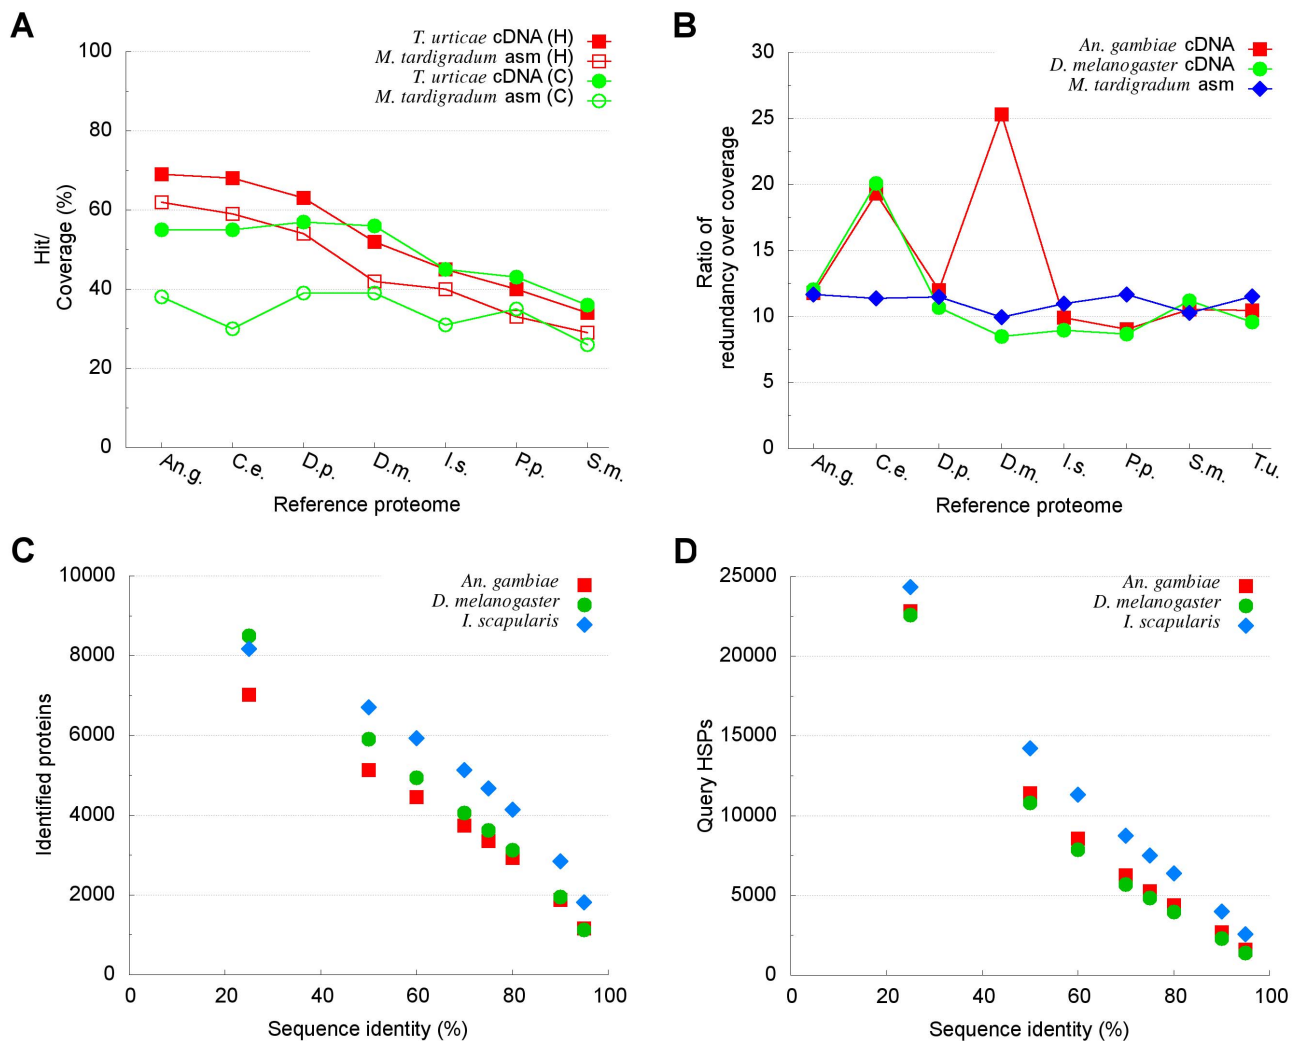 A
T. urticae cDNA (H)
M. tardigradum asm (H)
T. urticae cDNA (C)
M. tardigradum asm (C)
100
80
60
40
20
0
Hit/
Coverage (%)
An.g.
C.e.
D.p.
D.m.
I.s.
P.p.
S.m.
Reference proteome
B
An. gambiae cDNA
D. melanogaster cDNA
M. tardigradum asm
30
25
20
15
10
5
0
Ratio of
redundancy over coverage
An.g.
C.e.
D.p.
D.m.
I.s.
P.p.
S.m.
T.u.
Reference proteome
C
An. gambiae
D. melanogaster
I. scapularis
10000
8000
6000
4000
2000
0
Identified proteins
0 20 40 60 80 100
Sequence identity (%)
D
An. gambiae
D. melanogaster
I. scapularis
25000
20000
15000
10000
5000
0
Query HSPs
0 20 40 60 80 100
Sequence identity (%)